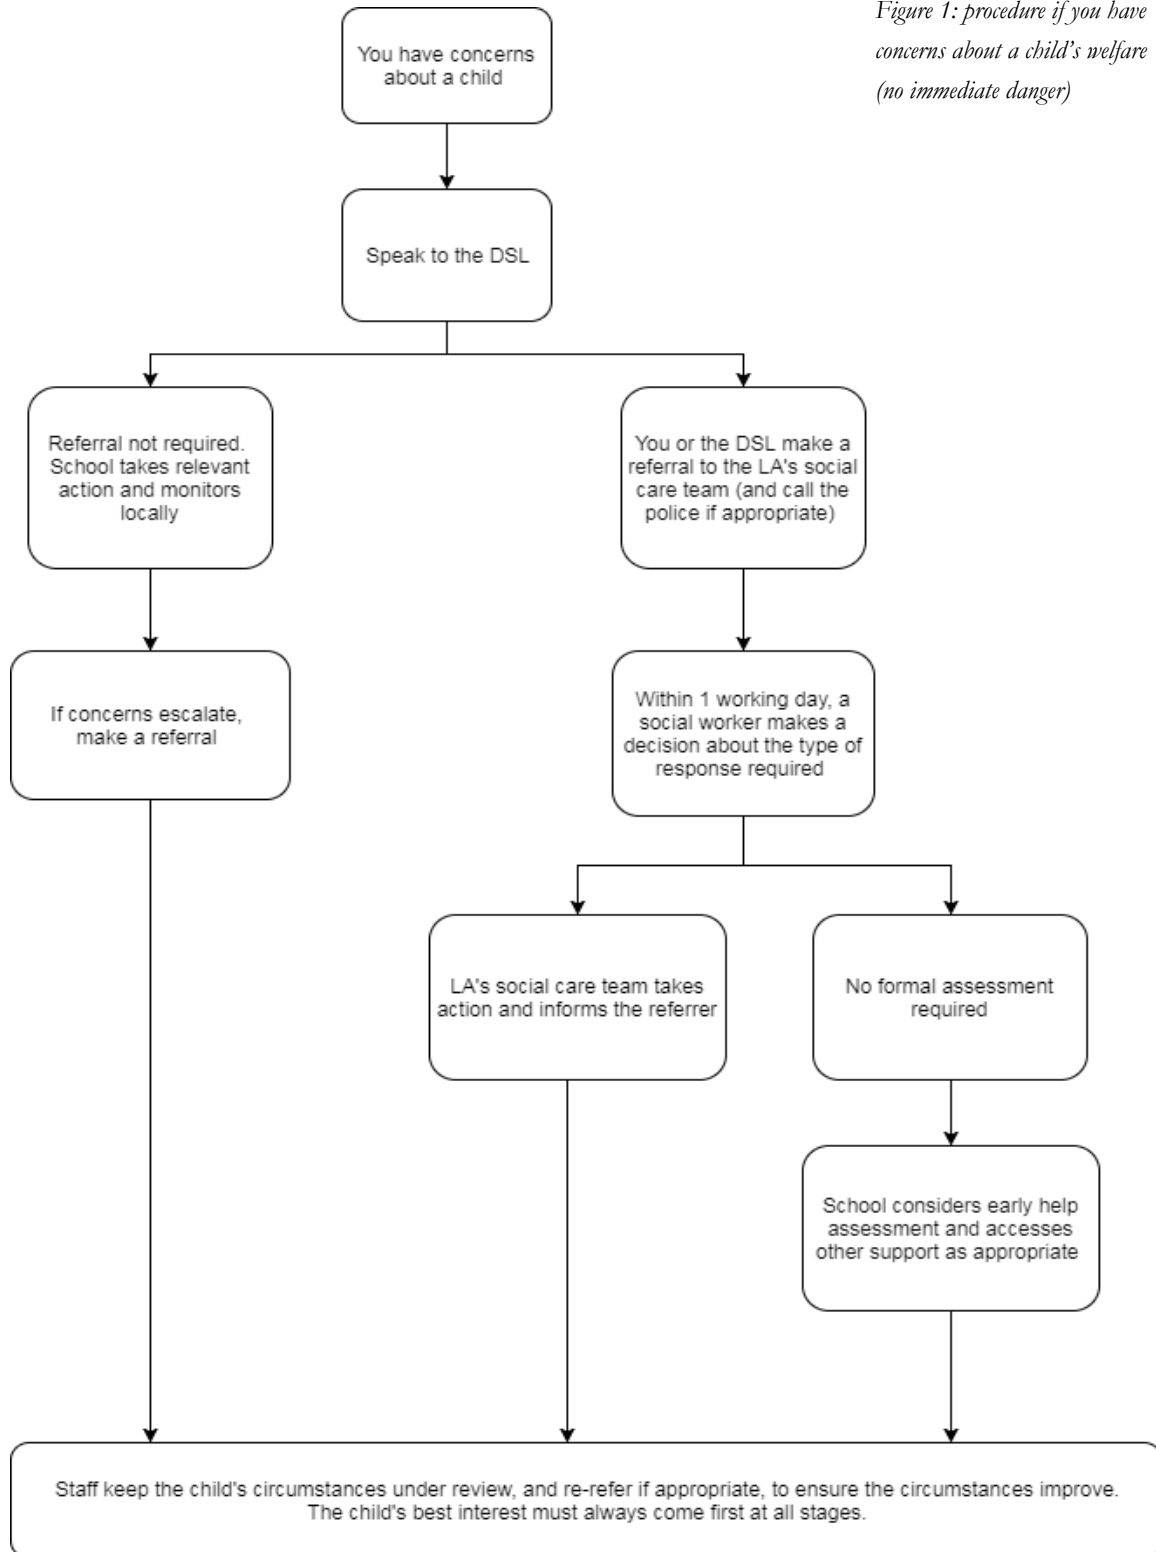 Figure 1: procedure if you have
concerns about a child's welfare
(no immediate danger)
You have concerns
about a child
Speak to the DSL
Referral not required.
School takes relevant
action and monitors
locally
You or the DSL make a
referral to the LA's social
care team (and call the
police if appropriate)
If concerns escalate,
make a referral
Within 1 working day, a
social worker makes a
decision about the type of
response required
LA's social care team takes
action and informs the referrer
No formal assessment
required
School considers early help
assessment and accesses
other support as appropriate
Staff keep the child's circumstances under review, and re-refer if appropriate, to ensure the circumstances improve.
The child's best interest must always come first at all stages.